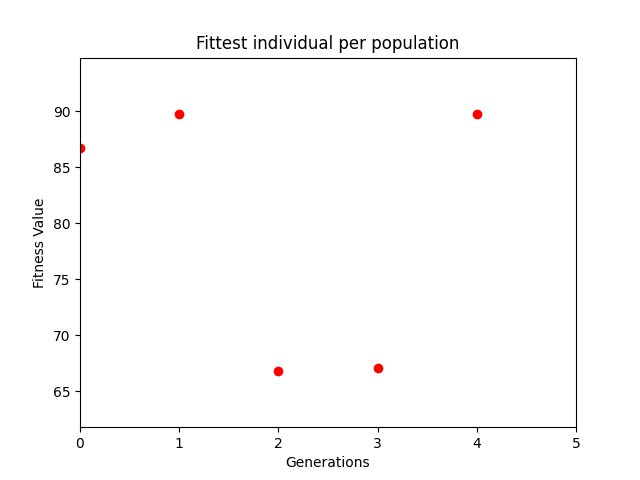 Fittest individual per population
90
85
80
75
70
65
Fitness Value
0 1 2 3 4 5
Generations